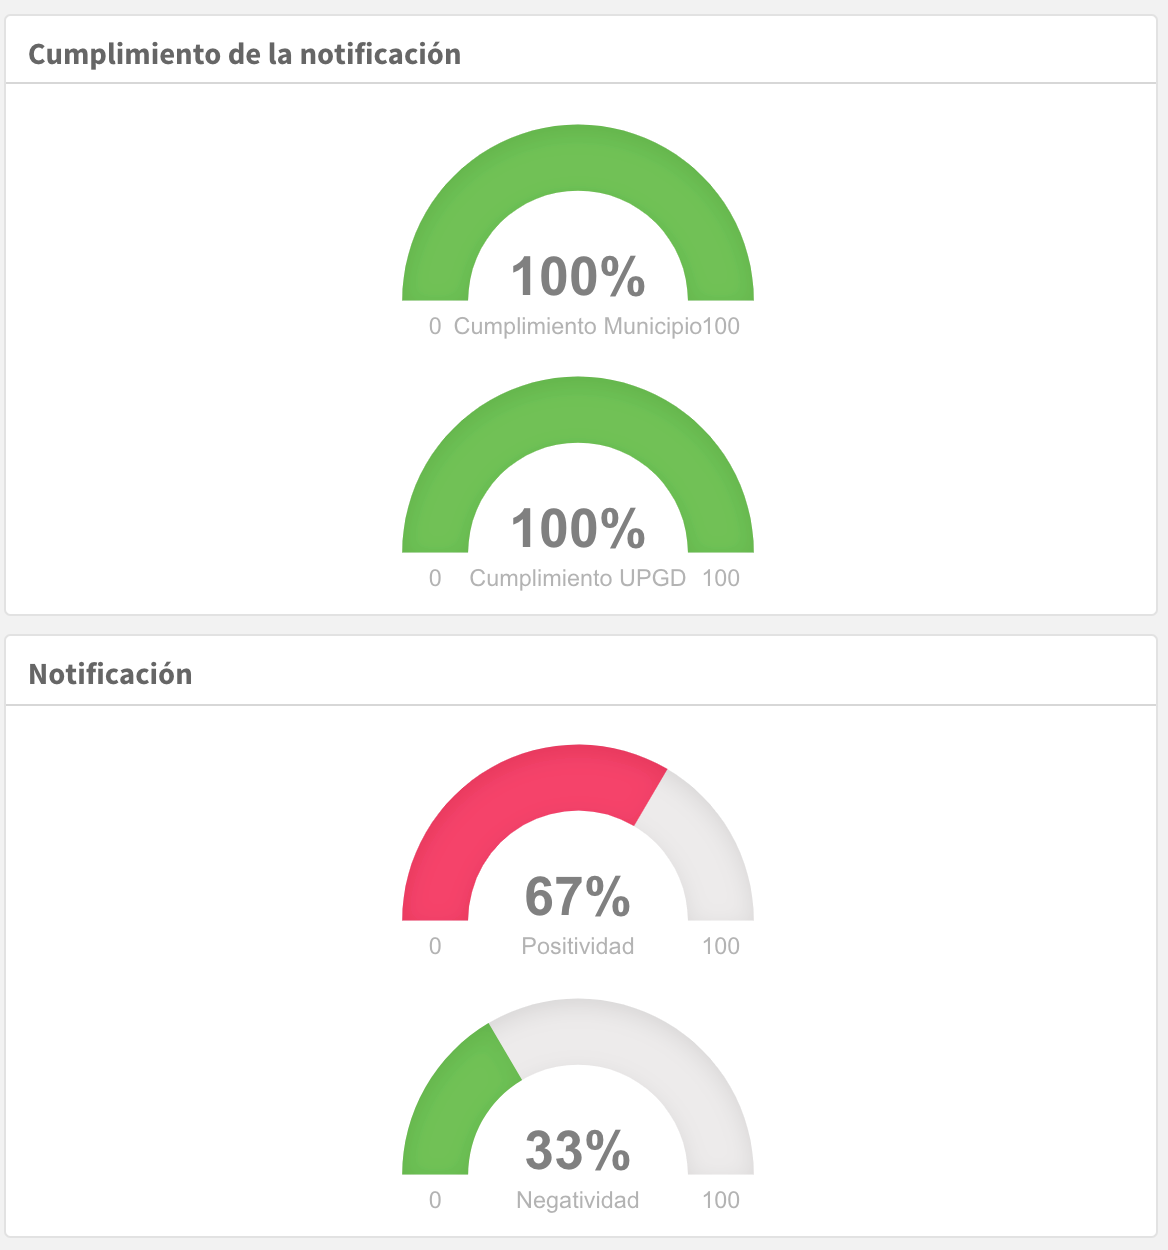 Cumplimiento de la notificación
100%
0 Cumplimiento Municipio100
100%
0 Cumplimiento UPGD 100
Notificación
67%
0 Positividad 100
33%
0 Negatividad 100